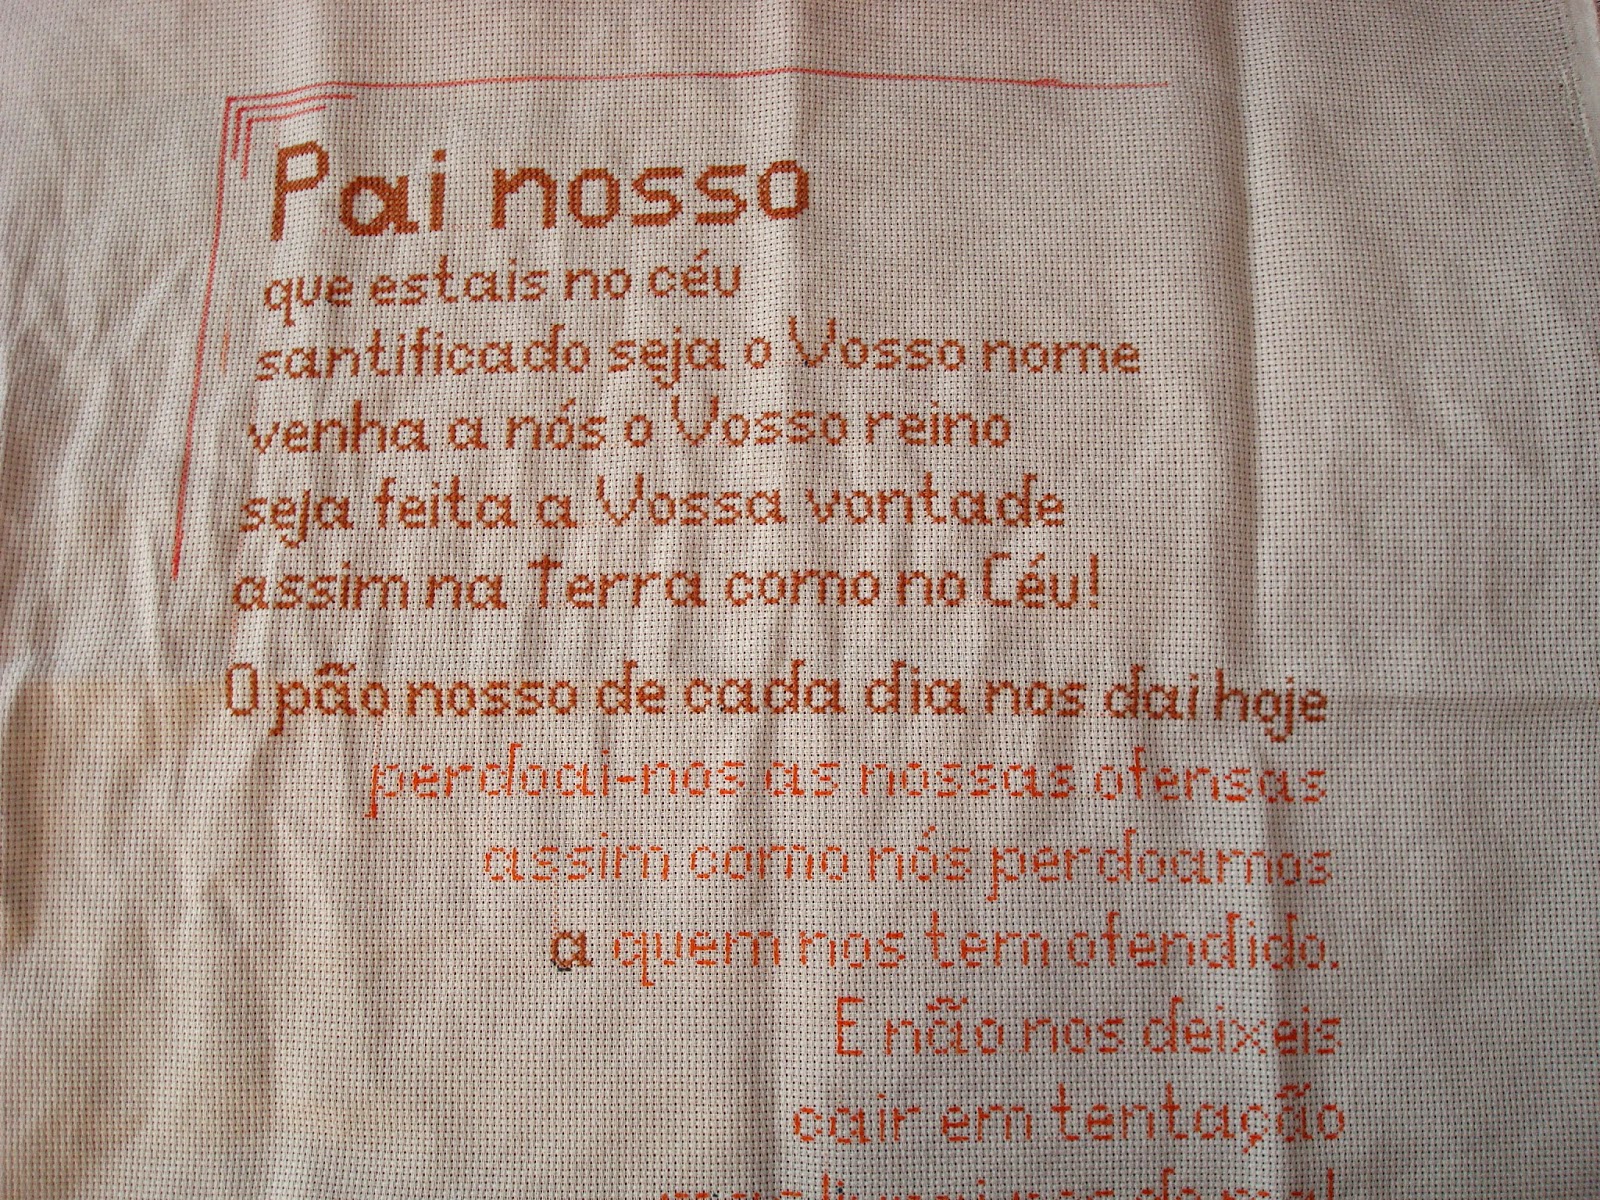 Pai nosso
que estais no céu
santificado seja o Vosso nome
venha a nós o Vosso reino
seja feita a Vossa vontade
assim na Terra como no Céu!
O pão nosso de cada dia nos dai hoje
perdoai-nos as nossas ofensas
assim como nós perdoamos
a quem nos tem ofendido.
E não nos deixeis
cair em tentação